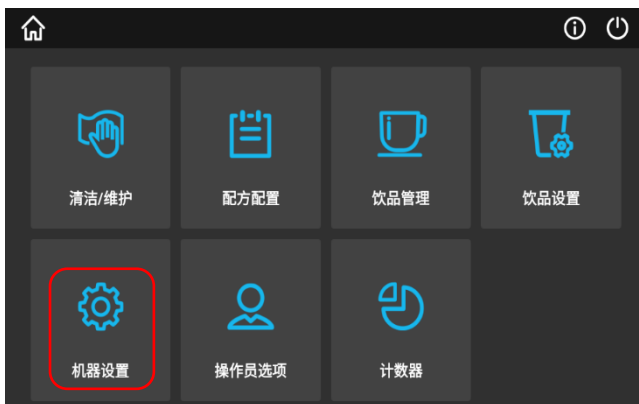 清洁/维护
配方配置
饮品管理
饮品设置
机器设置
操作员选项
计数器